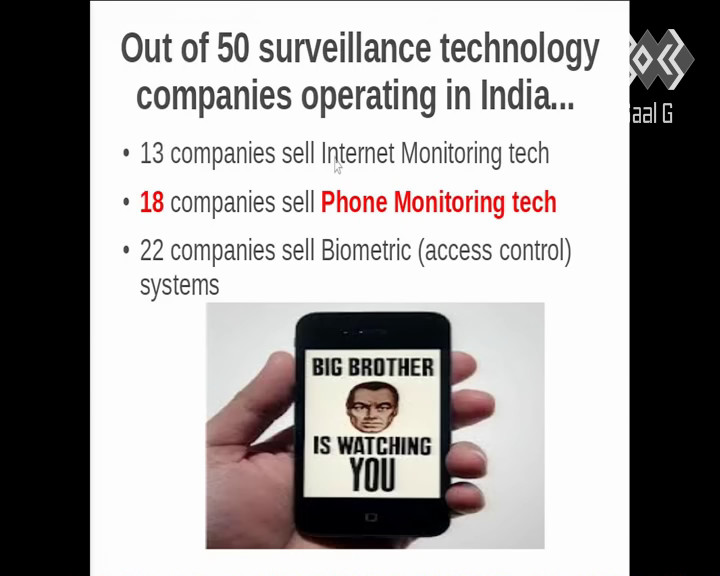 Out of 50 surveillance technology
companies operating in India...
• 13 companies sell Internet Monitoring tech
• 18 companies sell Phone Monitoring tech
• 22 companies sell Biometric (access control)
systems
BIG BROTHER
IS WATCHING
YOU
Saal G